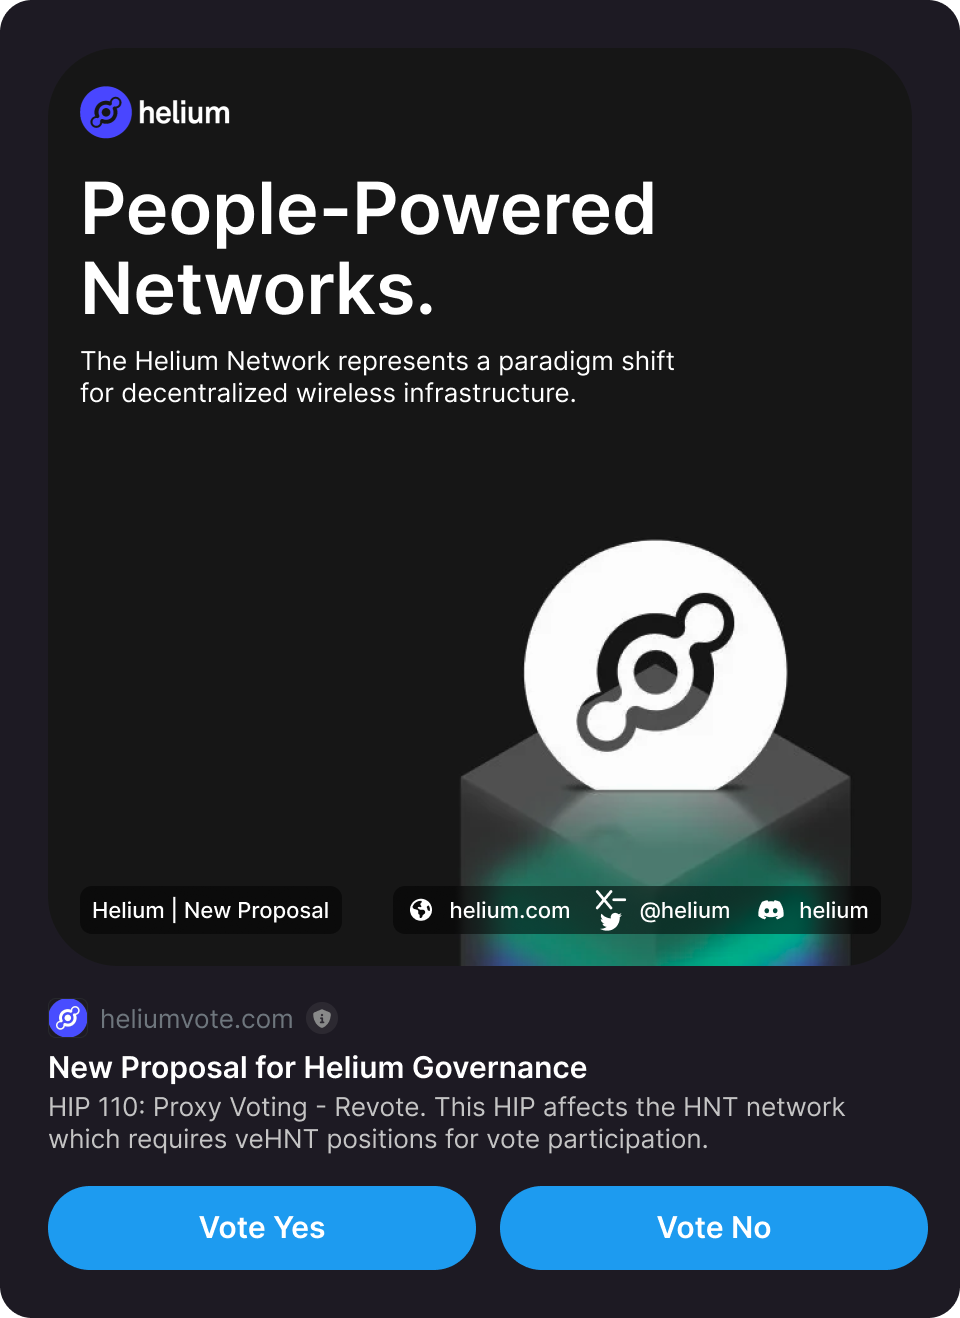 helium
People-Powered
Networks.
The Helium Network represents a paradigm shift
for decentralized wireless infrastructure.
Helium | New Proposal
helium.com
@helium
helium
heliumvote.com
New Proposal for Helium Governance
HIP 110: Proxy Voting - Revote. This HIP affects the HNT network
which requires veHNT positions for vote participation.
Vote Yes
Vote No